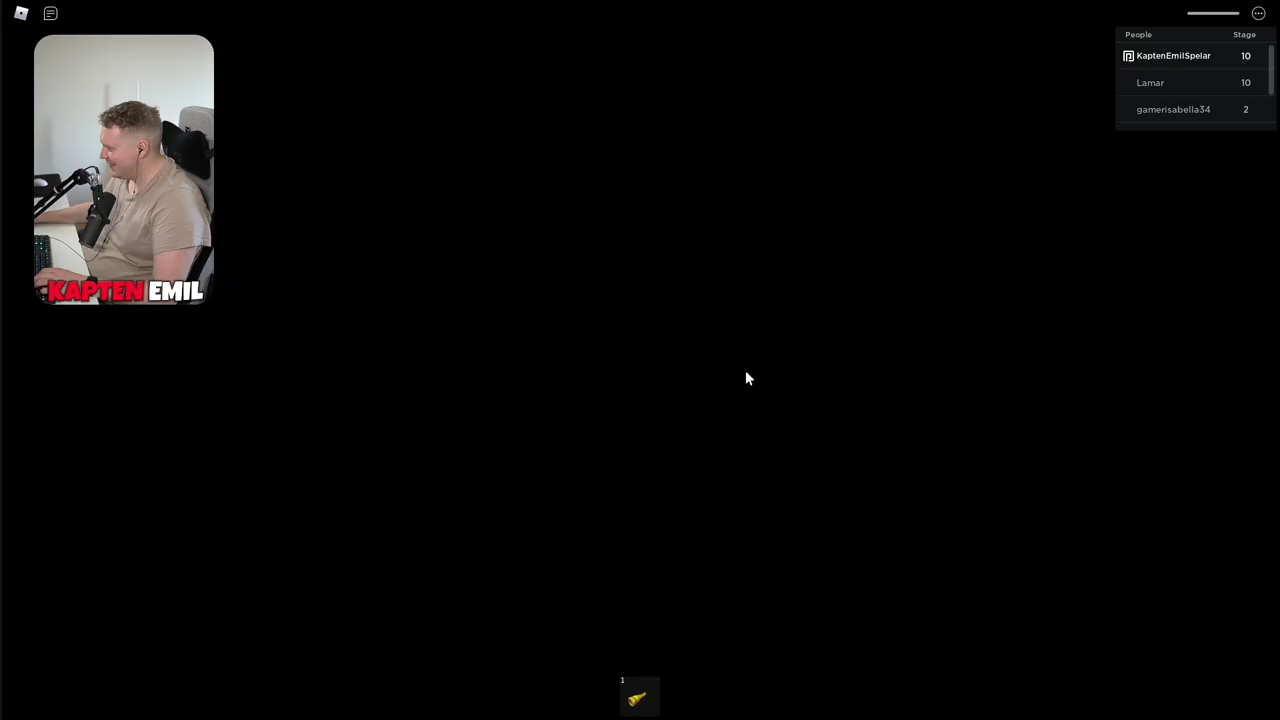 People Stage
KaptenEmilSpelar 10
Lamar 10
gamerisabella34 2
KAPTEN EMIL
1